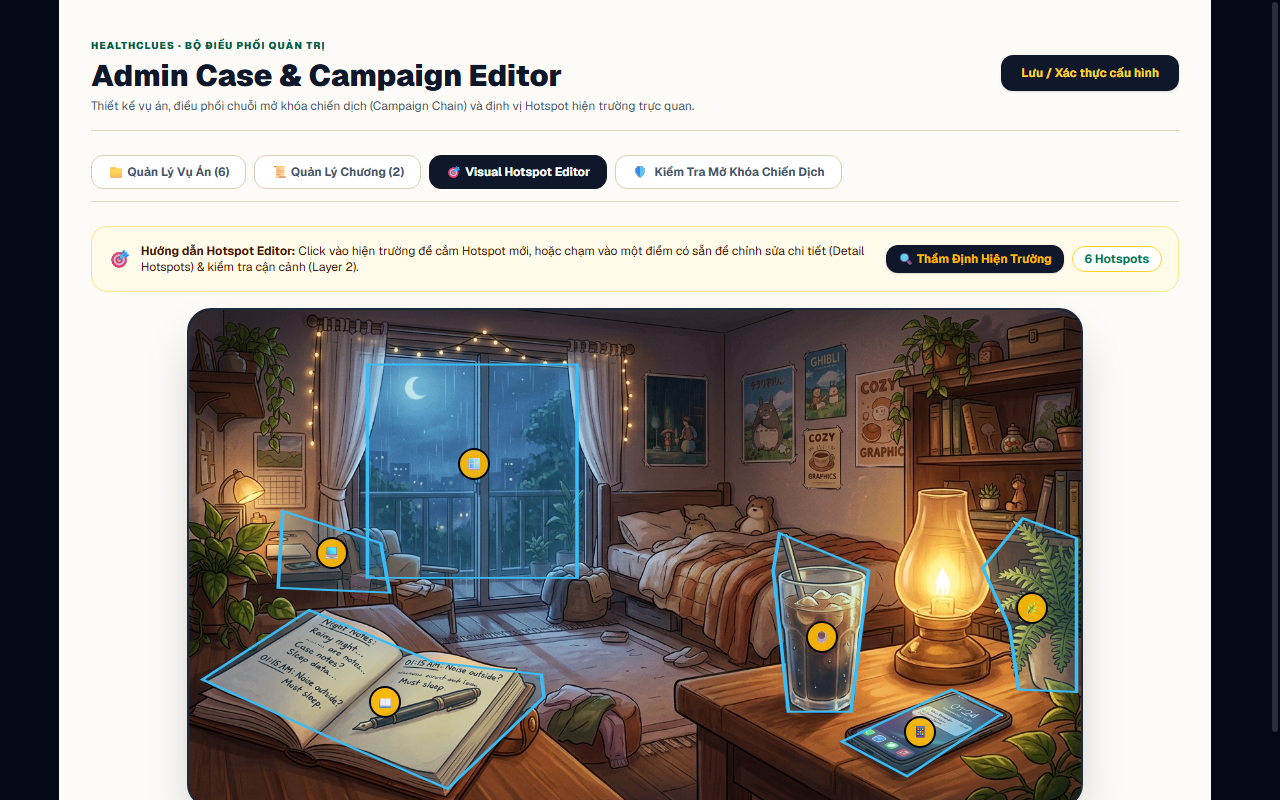 HEALTHCLUES · BỘ ĐIỀU PHỐI QUẢN TRỊ
Admin Case & Campaign Editor
Thiết kế vụ án, điều phối chuỗi mở khóa chiến dịch (Campaign Chain) và định vị Hotspot hiện trường trực quan.
Lưu / Xác thực cấu hình
Quản Lý Vụ Án (6)
Quản Lý Chương (2)
Visual Hotspot Editor
Kiểm Tra Mở Khóa Chiến Dịch
Hướng dẫn Hotspot Editor: Click vào hiện trường để cắm Hotspot mới, hoặc chạm vào một điểm có sẵn để chỉnh sửa chi tiết (Detail
Hotspots) & kiểm tra cận cảnh (Layer 2).
Thẩm Định Hiện Trường
6 Hotspots
GHIBLI
COZY
GRAPHIC
COZY
GRAPHICS
Night Notes:
Rainy night...
... are notes...
Case notes?
Sleep data...
01:15 AM: Noise outside?
Must sleep.
01:15 AM: Noise outside?
Must sleep